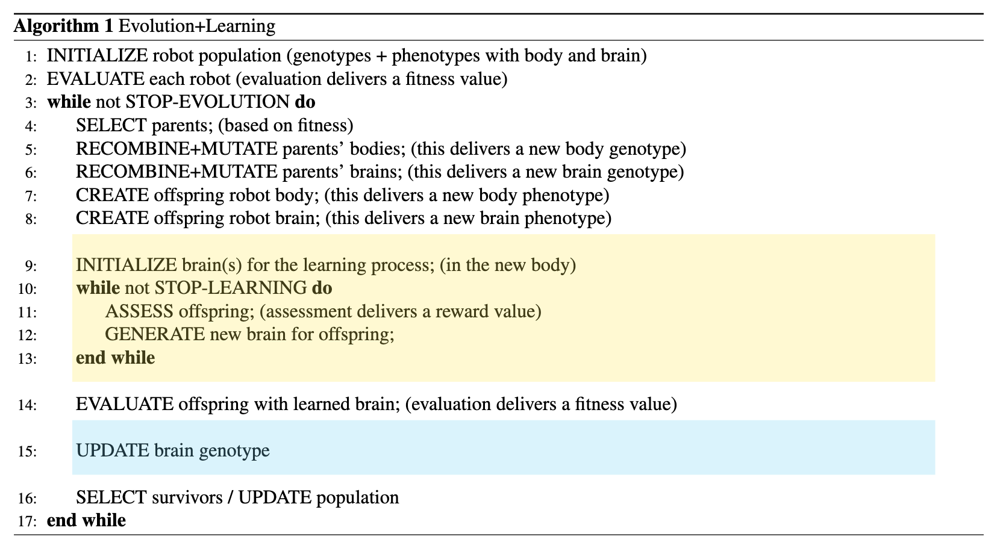 Algorithm 1 Evolution+Learning
1: INITIALIZE robot population (genotypes + phenotypes with body and brain)
2: EVALUATE each robot (evaluation delivers a fitness value)
3: while not STOP-EVOLUTION do
4: SELECT parents; (based on fitness)
5: RECOMBINE+MUTATE parents’ bodies; (this delivers a new body genotype)
6: RECOMBINE+MUTATE parents’ brains; (this delivers a new brain genotype)
7: CREATE offspring robot body; (this delivers a new body phenotype)
8: CREATE offspring robot brain; (this delivers a new brain phenotype)
9: INITIALIZE brain(s) for the learning process; (in the new body)
10: while not STOP-LEARNING do
11: ASSESS offspring; (assessment delivers a reward value)
12: GENERATE new brain for offspring;
13: end while
14: EVALUATE offspring with learned brain; (evaluation delivers a fitness value)
15: UPDATE brain genotype
16: SELECT survivors / UPDATE population
17: end while